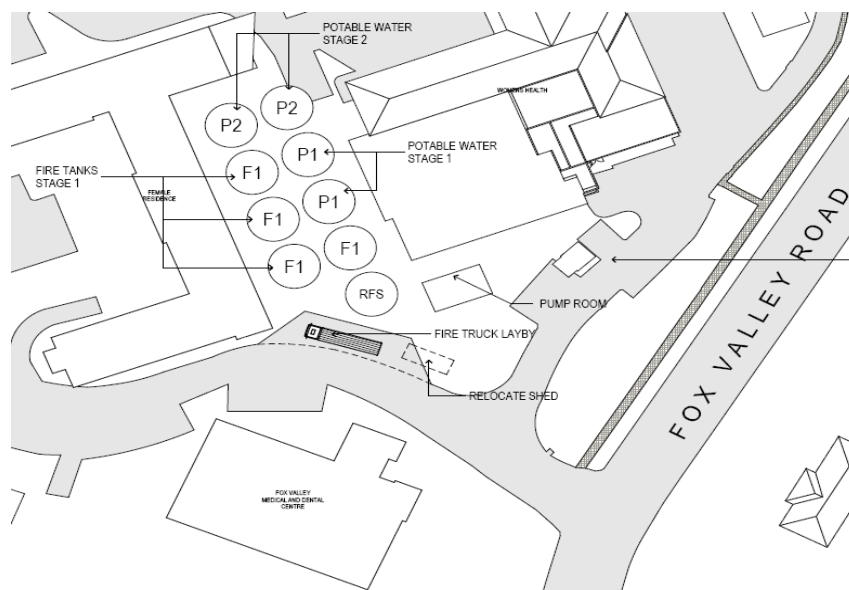 POTABLE WATER
STAGE 2
P2
P2
WOMENS HEALTH
P1
POTABLE WATER
STAGE 1
FIRE TANKS
STAGE 1
F1
FEMALE
RESIDENCE
P1
F1
F1
F1
RFS
PUMP ROOM
FIRE TRUCK LAYBY
RELOCATE SHED
FOX VALLEY ROAD
FOX VALLEY
MEDICAL AND DENTAL
CENTRE